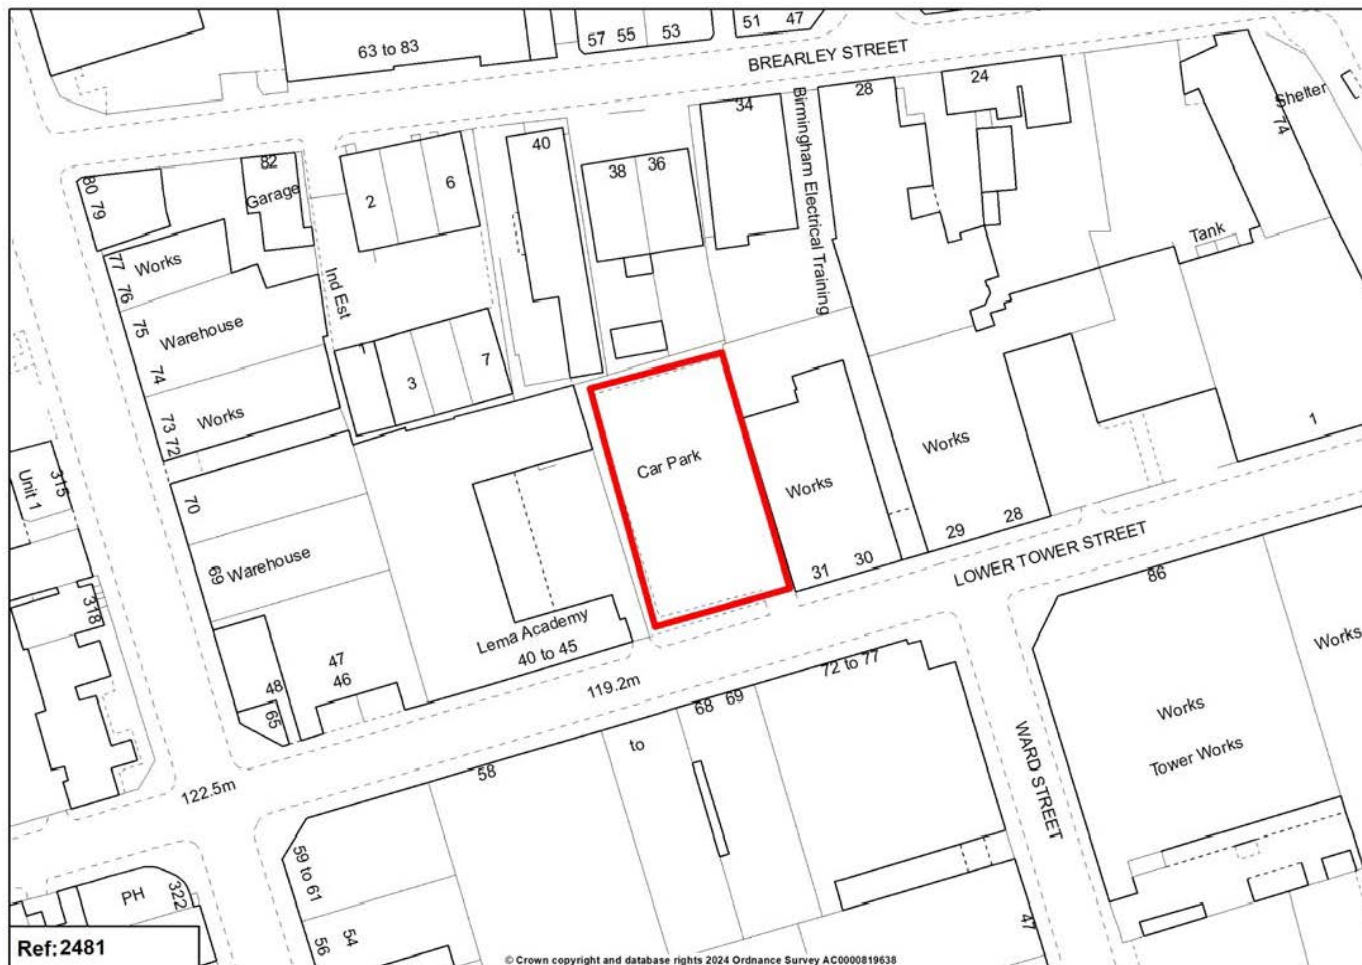 51 47
57 55 53
63 to 83
BREARLEY STREET
24
28
34
Birmingham Electrical Training
Shelter
74
40
38 36
82
Garage
2
6
80 79
77
76
Works
75
Warehouse
74
Works
73 72
Ind Est
1
3
7
Tank
1
Car Park
Works
Works
31 30
29 28
LOWER TOWER STREET
Unit 1
315
318
70
69
Warehouse
Lema Academy
40 to 45
47
46
48
65
119.2m
122.5m
86
Works
Works
Tower Works
WARD STREET
72 to 77
68 69
to
58
59 to 61
54
56
47
PH
322
Ref:2481
© Crown copyright and database rights 2024 Ordnance Survey AC0000819638